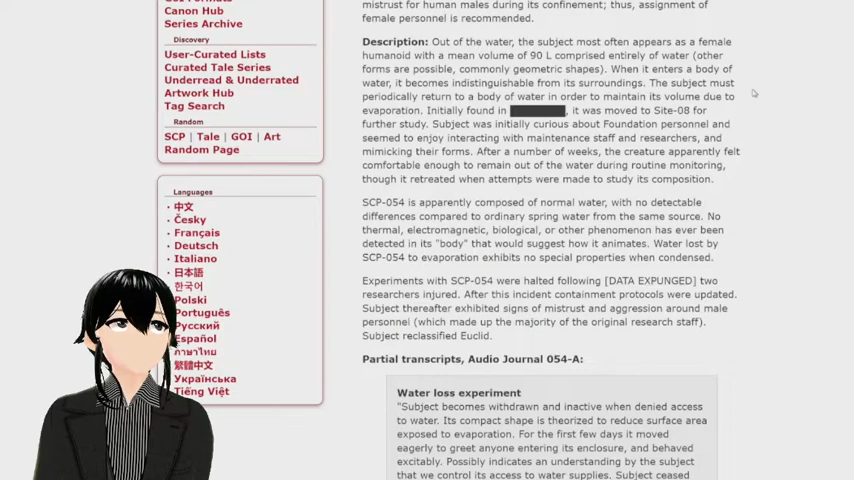 Canon Hub
Series Archive
Discovery
User-Curated Lists
Curated Tale Series
Underread & Underrated
Artwork Hub
Tag Search
Random
SCP | Tale | GOI | Art
Random Page
Languages
中文
Česky
Français
Deutsch
Italiano
日本語
한국어
Polski
Português
Русский
Español
ภาษาไทย
繁體中文
Українська
Tiếng Việt
mistrust for human males during its confinement; thus, assignment of
female personnel is recommended.
Description: Out of the water, the subject most often appears as a female
humanoid with a mean volume of 90 L comprised entirely of water (other
forms are possible, commonly geometric shapes). When it enters a body of
water, it becomes indistinguishable from its surroundings. The subject must
periodically return to a body of water in order to maintain its volume due to
evaporation. Initially found in , it was moved to Site-08 for
further study. Subject was initially curious about Foundation personnel and
seemed to enjoy interacting with maintenance staff and researchers, and
mimicking their forms. After a number of weeks, the creature apparently felt
comfortable enough to remain out of the water during routine monitoring,
though it retreated when attempts were made to study its composition.
SCP-054 is apparently composed of normal water, with no detectable
differences compared to ordinary spring water from the same source. No
thermal, electromagnetic, biological, or other phenomenon has ever been
detected in its "body" that would suggest how it animates. Water lost by
SCP-054 to evaporation exhibits no special properties when condensed.
Experiments with SCP-054 were halted following [DATA EXPUNGED] two
researchers injured. After this incident containment protocols were updated.
Subject thereafter exhibited signs of mistrust and aggression around male
personnel (which made up the majority of the original research staff).
Subject reclassified Euclid.
Partial transcripts, Audio Journal 054-A:
Water loss experiment
"Subject becomes withdrawn and inactive when denied access
to water. Its compact shape is theorized to reduce surface area
exposed to evaporation. For the first few days it moved
eagerly to greet anyone entering its enclosure, and behaved
excitably. Possibly indicates an understanding by the subject
that we control its access to water supplies. Subject ceased